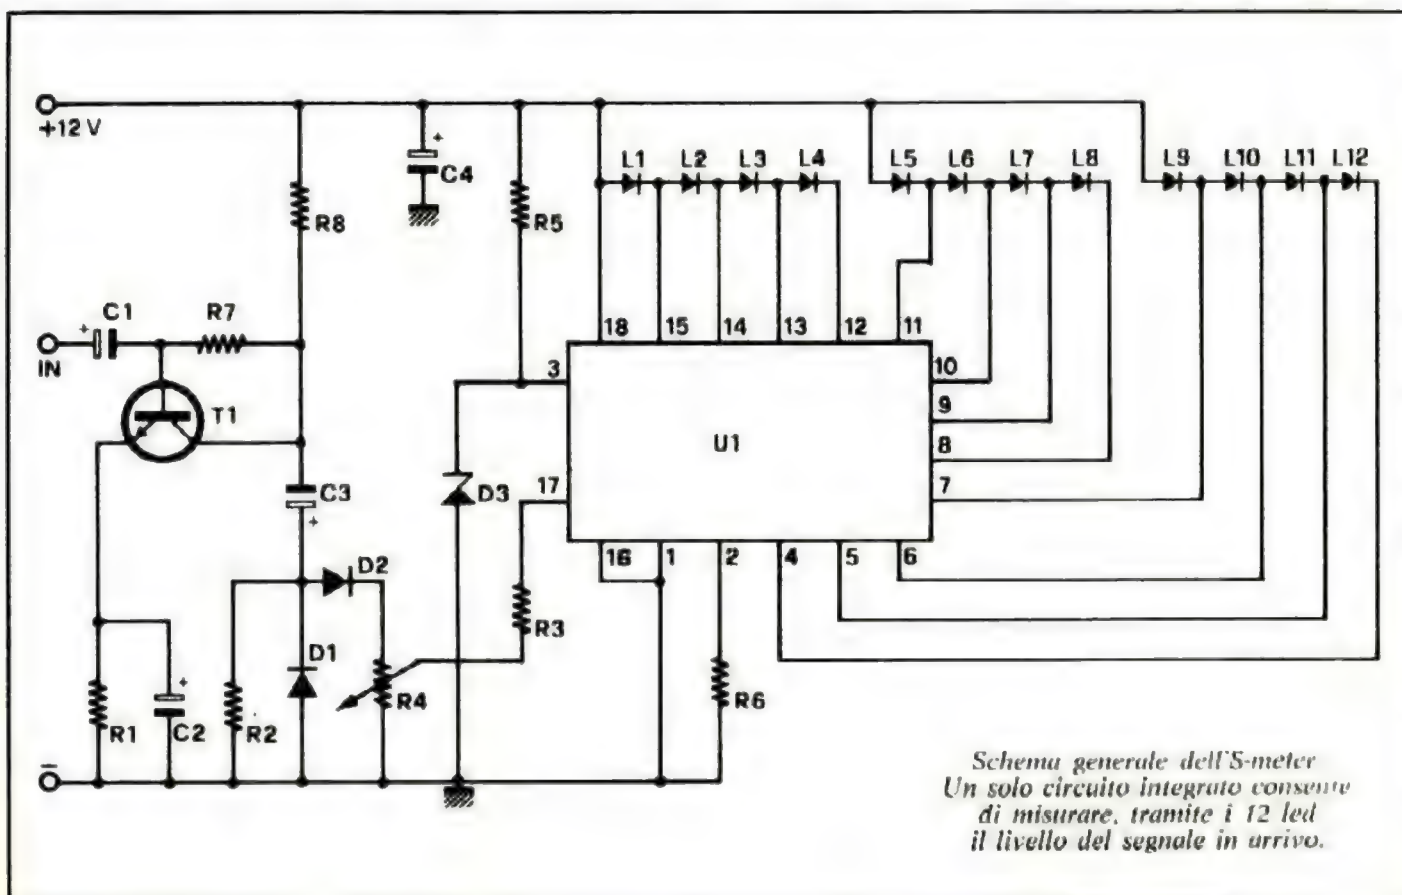 +12 V
C4
R8
R5
L1 L2 L3 L4 L5 L6 L7 L8 L9 L10 L11 L12
C1 R7
IN
T1
18 15 14 13 12 11
3
10
9
8
7
U1
17
C3
D3
16 1 2 4 5 6
D2
R3
D1
R4
R6
R1 C2 R2
Schema generale dell'S-meter
Un solo circuito integrato consente
di misurare, tramite i 12 led
il livello del segnale in arrivo.